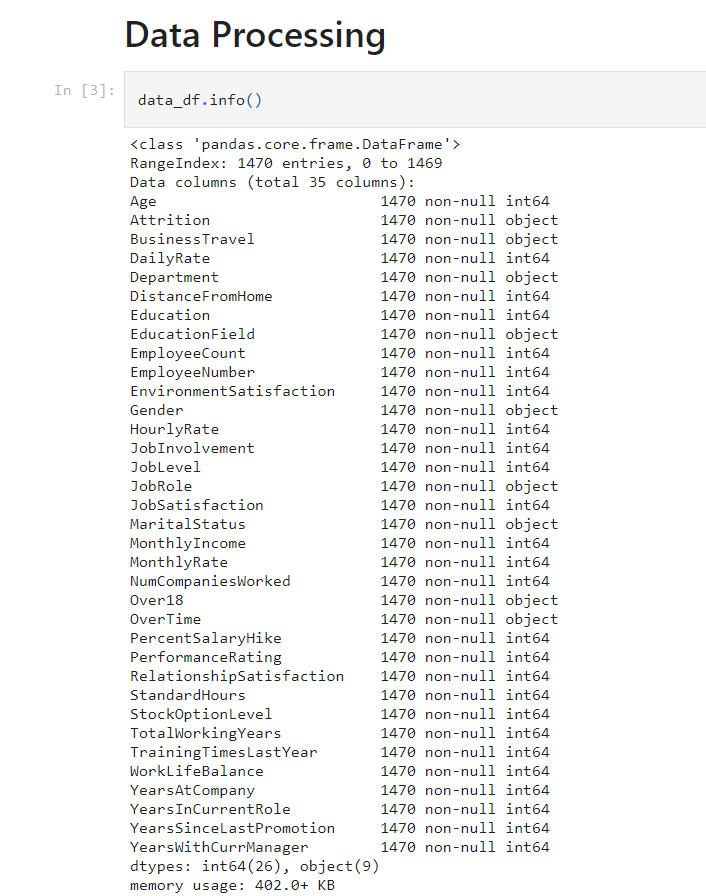 Data Processing
In [3]:
data_df.info()
<class 'pandas.core.frame.DataFrame'>
RangeIndex: 1470 entries, 0 to 1469
Data columns (total 35 columns):
Age                         1470 non-null int64
Attrition                   1470 non-null object
BusinessTravel              1470 non-null object
DailyRate                   1470 non-null int64
Department                  1470 non-null object
DistanceFromHome            1470 non-null int64
Education                   1470 non-null int64
EducationField              1470 non-null object
EmployeeCount               1470 non-null int64
EmployeeNumber              1470 non-null int64
EnvironmentSatisfaction     1470 non-null int64
Gender                      1470 non-null object
HourlyRate                  1470 non-null int64
JobInvolvement              1470 non-null int64
JobLevel                    1470 non-null int64
JobRole                     1470 non-null object
JobSatisfaction             1470 non-null int64
MaritalStatus               1470 non-null object
MonthlyIncome               1470 non-null int64
MonthlyRate                 1470 non-null int64
NumCompaniesWorked          1470 non-null int64
Over18                      1470 non-null object
OverTime                    1470 non-null object
PercentSalaryHike           1470 non-null int64
PerformanceRating           1470 non-null int64
RelationshipSatisfaction    1470 non-null int64
StandardHours               1470 non-null int64
StockOptionLevel            1470 non-null int64
TotalWorkingYears           1470 non-null int64
TrainingTimesLastYear       1470 non-null int64
WorkLifeBalance             1470 non-null int64
YearsAtCompany              1470 non-null int64
YearsInCurrentRole          1470 non-null int64
YearsSinceLastPromotion     1470 non-null int64
YearsWithCurrManager        1470 non-null int64
dtypes: int64(26), object(9)
memory usage: 402.0+ KB